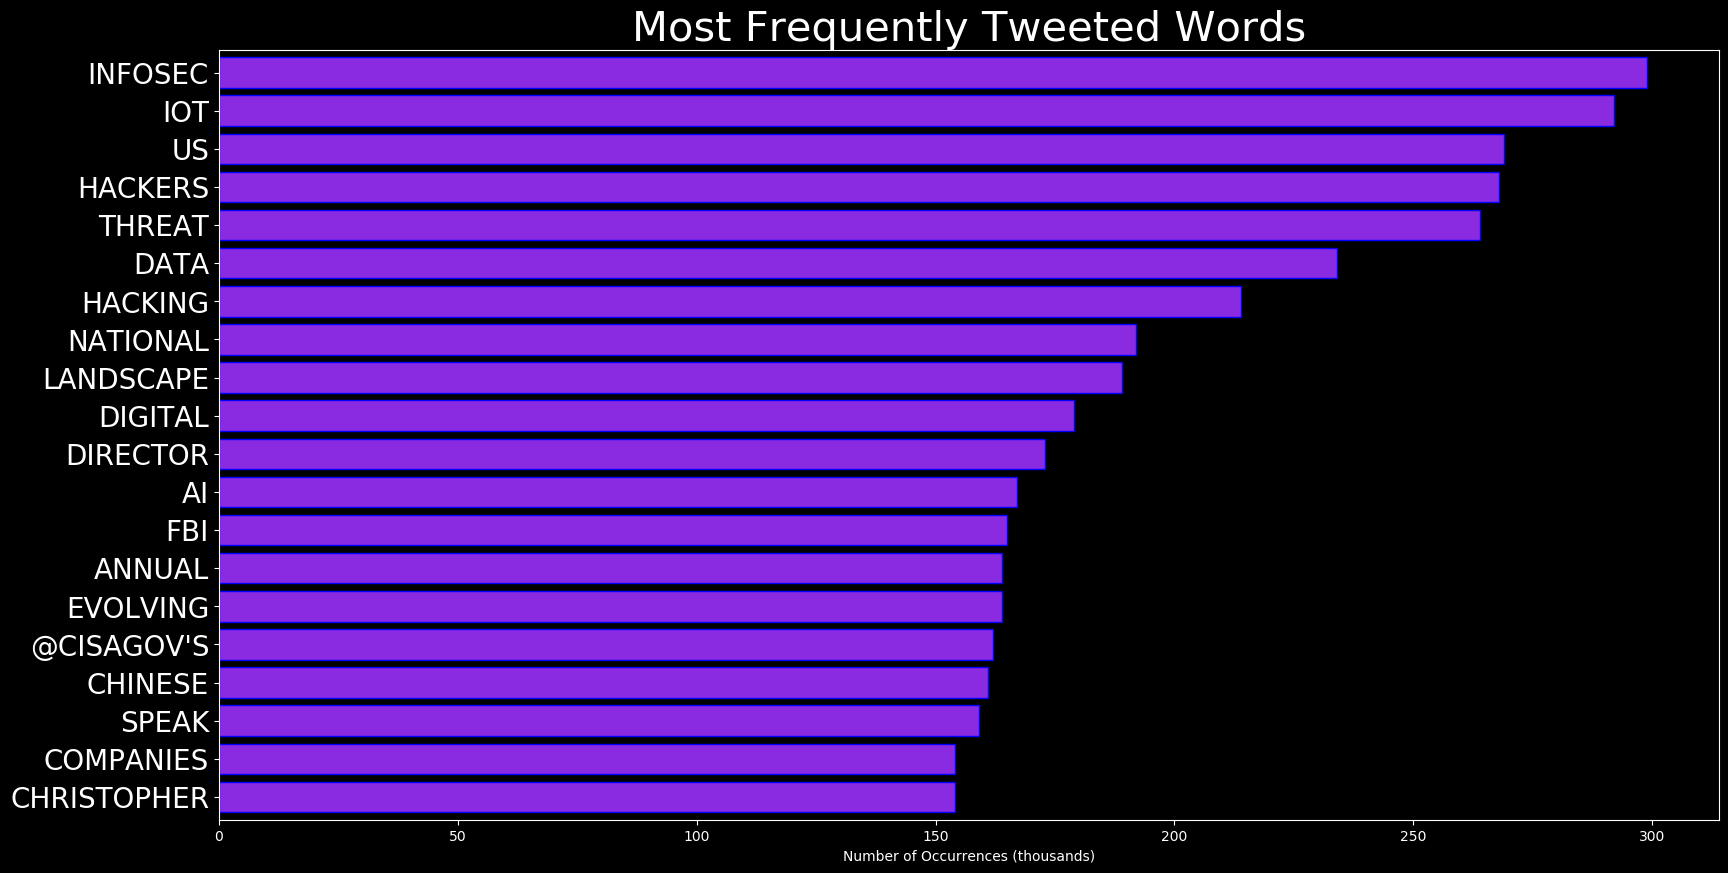 Most Frequently Tweeted Words
INFOSEC
IOT
US
HACKERS
THREAT
DATA
HACKING
NATIONAL
LANDSCAPE
DIGITAL
DIRECTOR
AI
FBI
ANNUAL
EVOLVING
@CISAGOV'S
CHINESE
SPEAK
COMPANIES
CHRISTOPHER
0 50 100 150 200 250 300
Number of Occurrences (thousands)